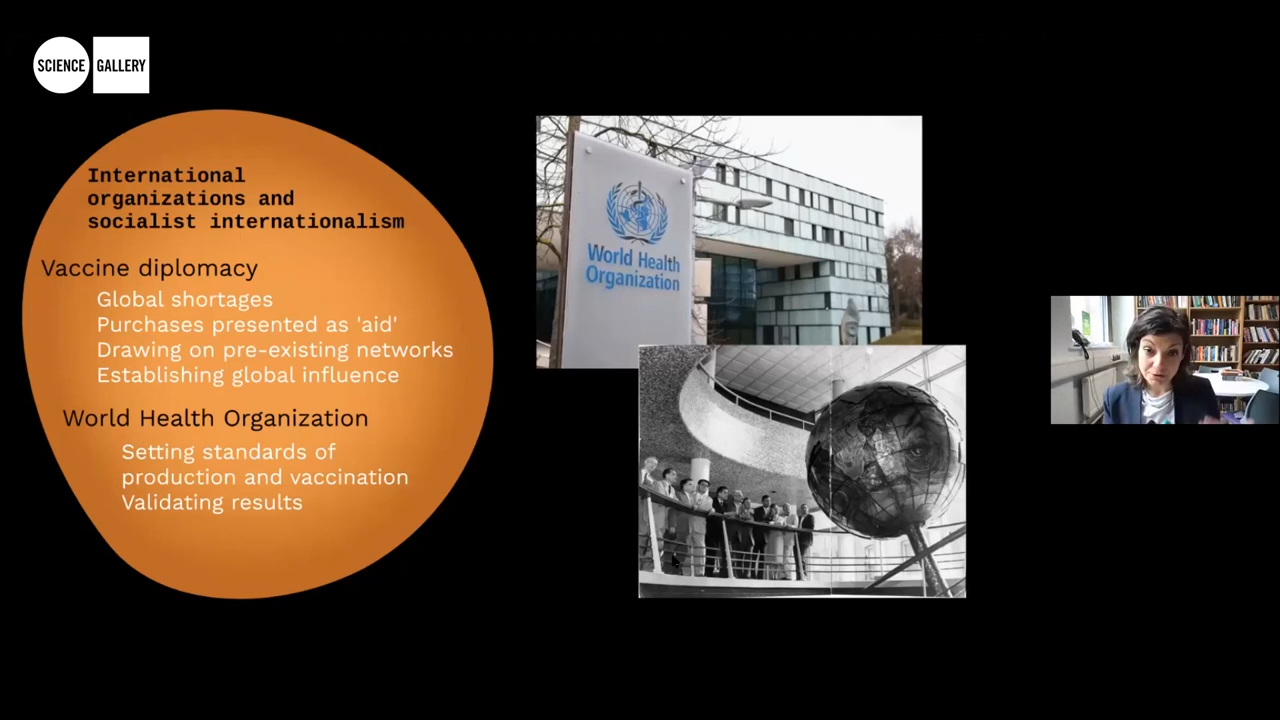 SCIENCE GALLERY
International
organizations and
socialist internationalism
Vaccine diplomacy
Global shortages
Purchases presented as 'aid'
Drawing on pre-existing networks
Establishing global influence
World Health Organization
Setting standards of
production and vaccination
Validating results
World Health
Organization